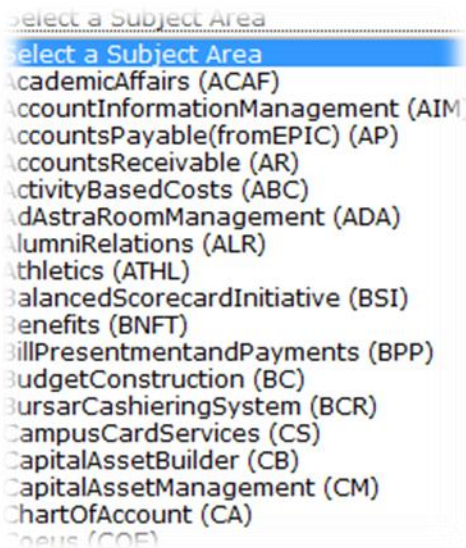 Select a Subject Area
Select a Subject Area
AcademicAffairs (ACAF)
AccountInformationManagement (AIM)
AccountsPayable(fromEPIC) (AP)
AccountsReceivable (AR)
ActivityBasedCosts (ABC)
AdAstraRoomManagement (ADA)
AlumniRelations (ALR)
Athletics (ATHL)
BalancedScorecardInitiative (BSI)
Benefits (BNFT)
BillPresentmentandPayments (BPP)
BudgetConstruction (BC)
BursarCashieringSystem (BCR)
CampusCardServices (CS)
CapitalAssetBuilder (CB)
CapitalAssetManagement (CM)
ChartOfAccount (CA)
Coeus (COE)